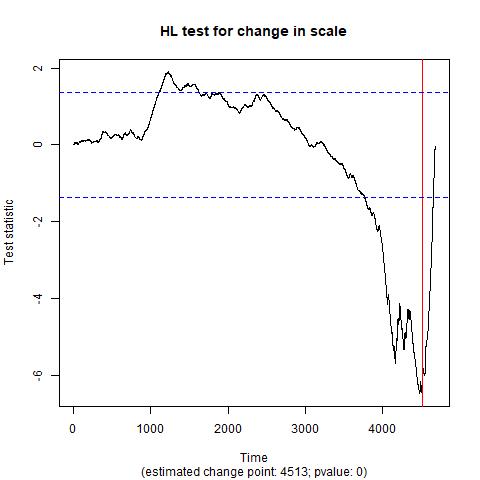 HL test for change in scale
Test statistic
2
0
-2
-4
-6
0 1000 2000 3000 4000
Time
(estimated change point: 4513; pvalue: 0)